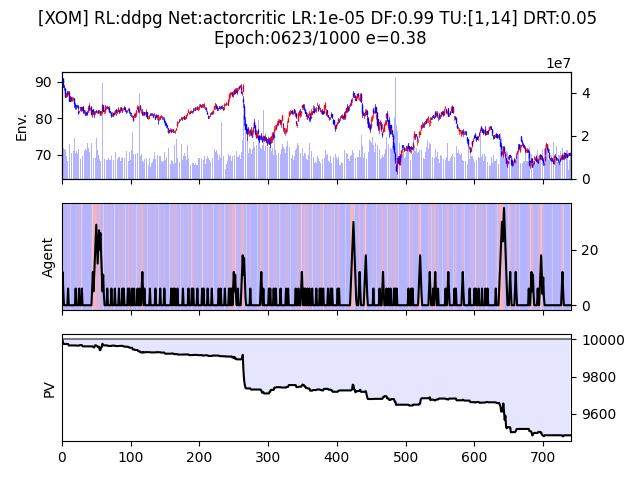 [XOM] RL:ddpg Net:actorcritic LR:1e-05 DF:0.99 TU:[1,14] DRT:0.05
Epoch:0623/1000 e=0.38
1e7
90
80
70
Env.
4
2
0
Agent
20
0
PV
10000
9800
9600
0 100 200 300 400 500 600 700